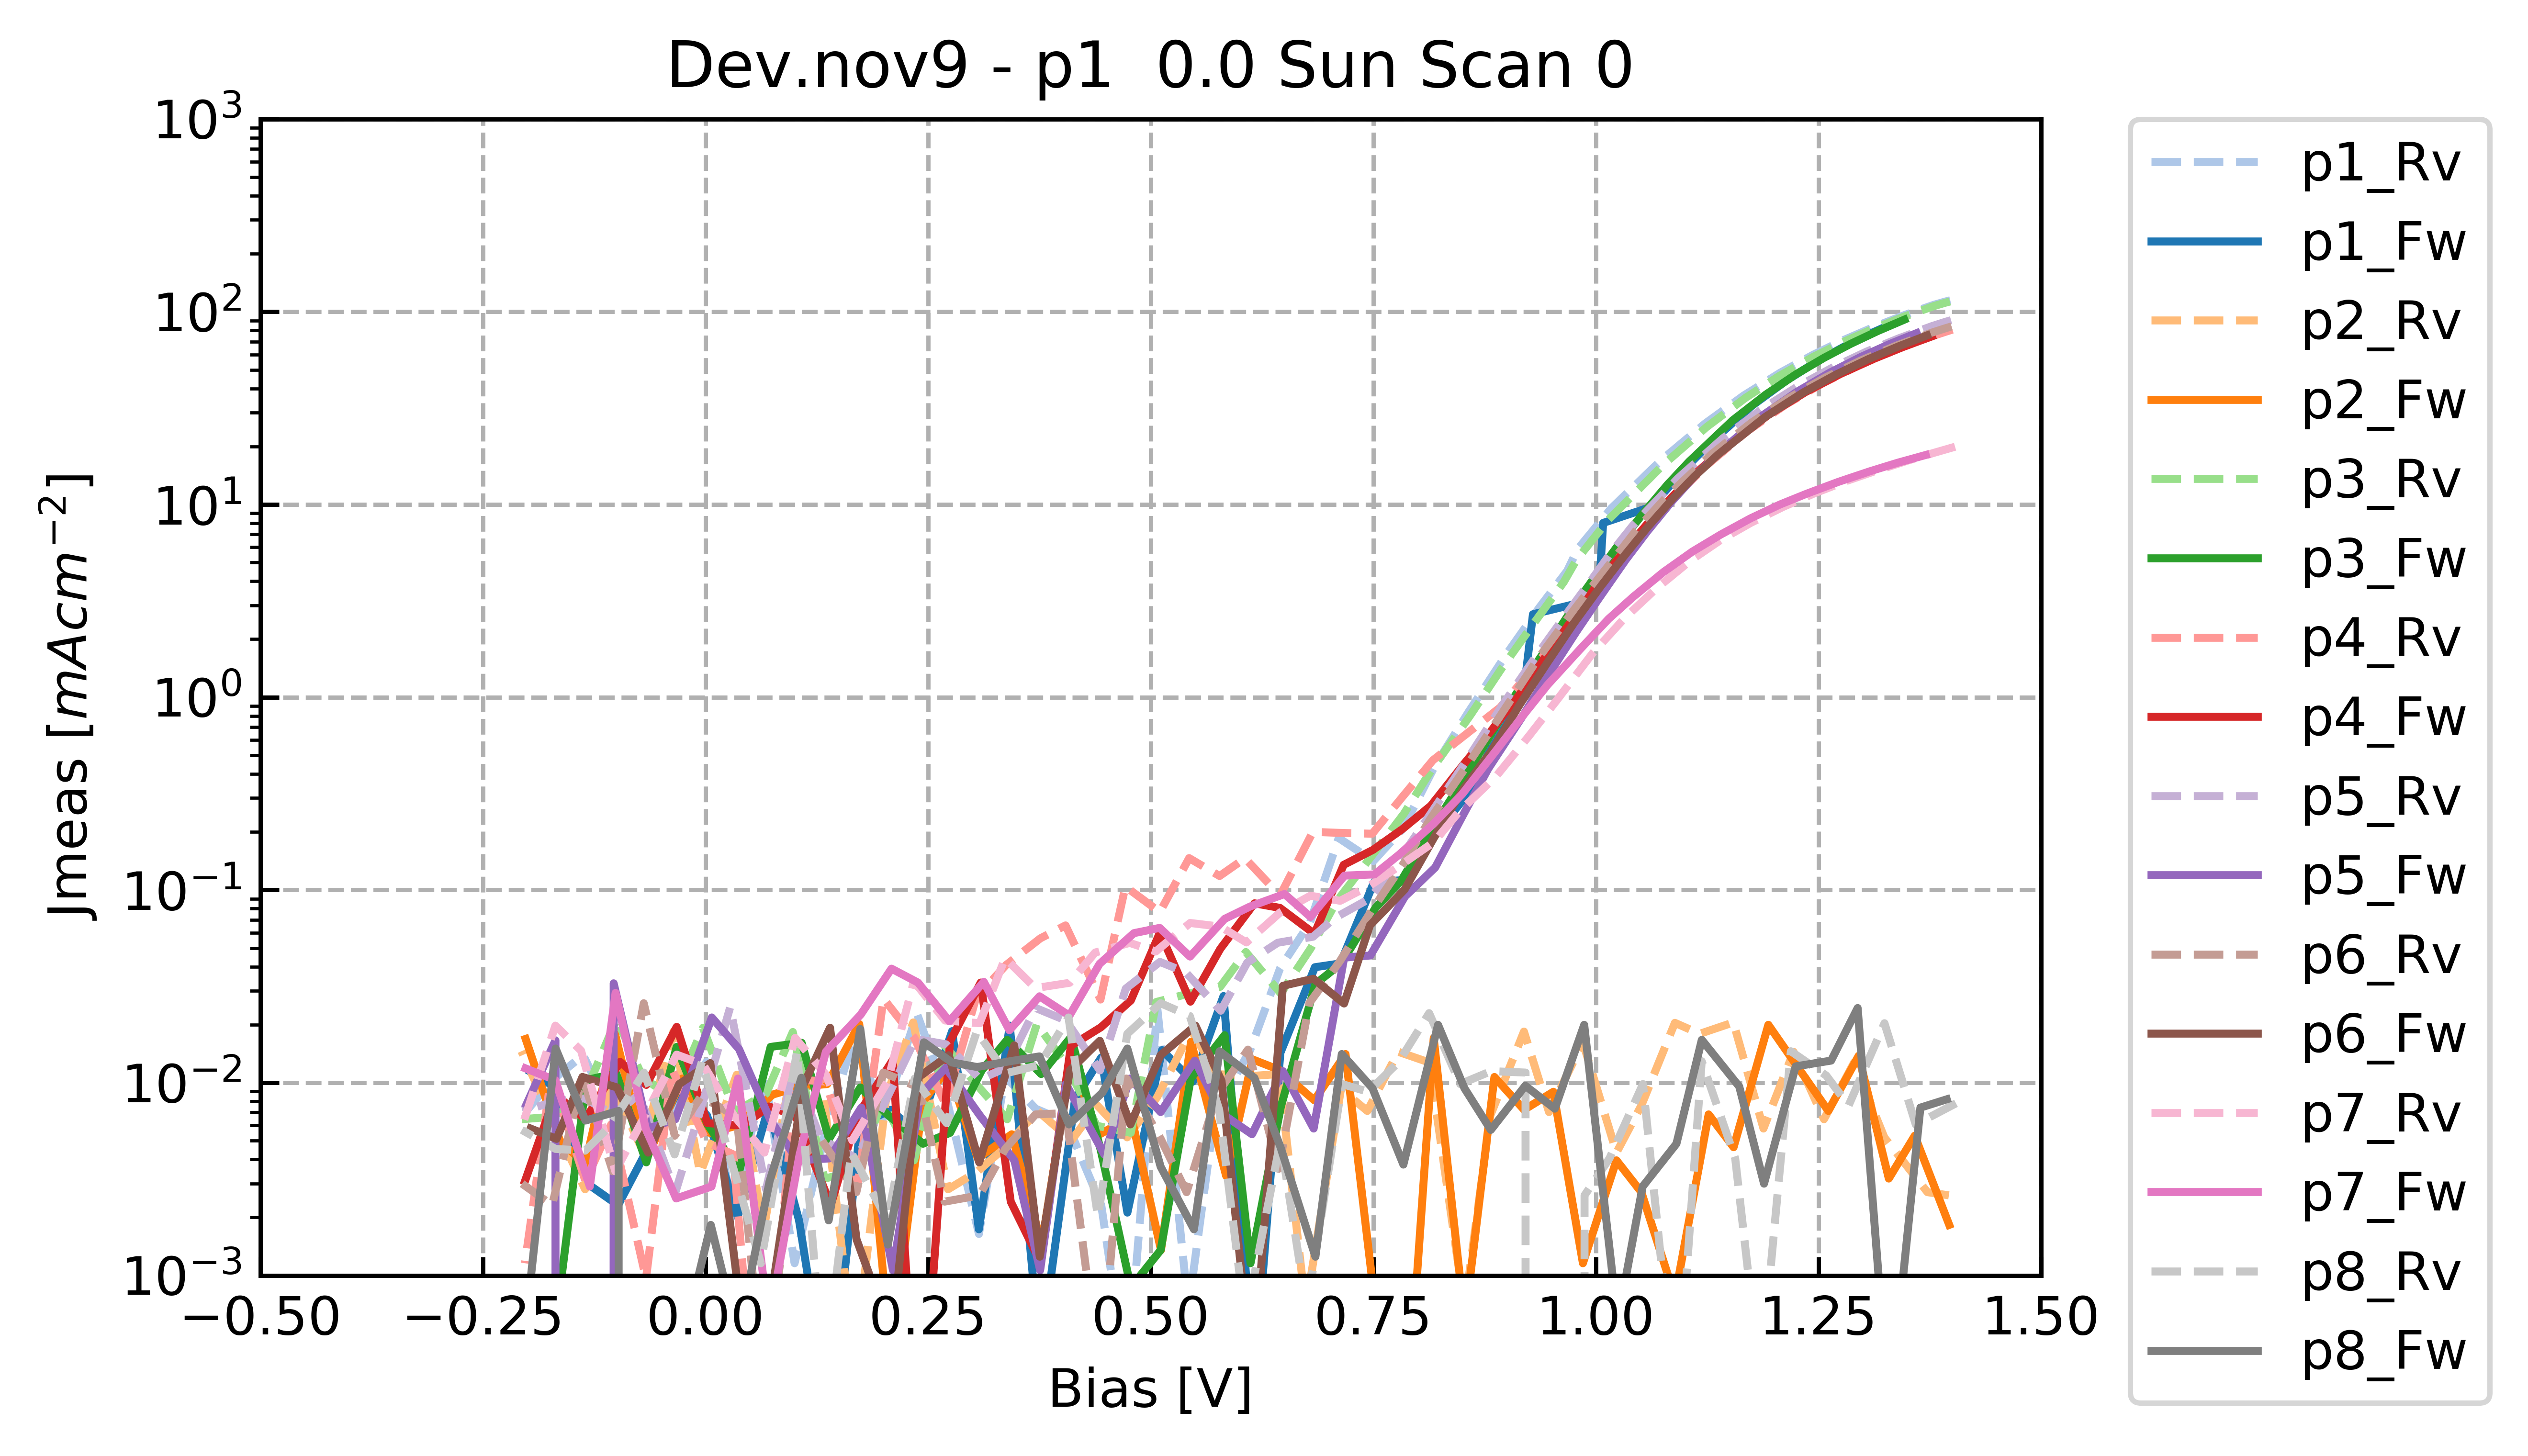 Dev.nov9 - p1  0.0 Sun Scan 0
10³
10²
10¹
10⁰
10⁻¹
10⁻²
10⁻³
Jmeas [mAcm⁻²]
−0.50 −0.25 0.00 0.25 0.50 0.75 1.00 1.25 1.50
Bias [V]
p1_Rv
p1_Fw
p2_Rv
p2_Fw
p3_Rv
p3_Fw
p4_Rv
p4_Fw
p5_Rv
p5_Fw
p6_Rv
p6_Fw
p7_Rv
p7_Fw
p8_Rv
p8_Fw